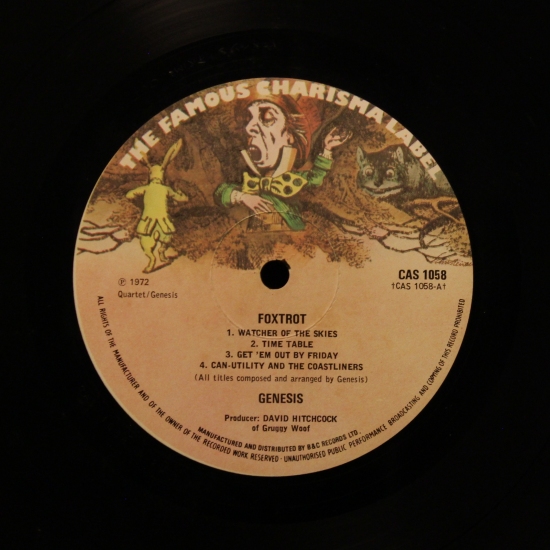 THE FAMOUS CHARISMA LABEL
℗ 1972
Quartet/Genesis
CAS 1058
†CAS 1058-A†
FOXTROT
1. WATCHER OF THE SKIES
2. TIME TABLE
3. GET 'EM OUT BY FRIDAY
4. CAN-UTILITY AND THE COASTLINERS
(All titles composed and arranged by Genesis)
GENESIS
Producer: DAVID HITCHCOCK
of Gruggy Woof
MANUFACTURED AND DISTRIBUTED BY B&C RECORDS LTD.
ALL RIGHTS OF THE MANUFACTURER AND OF THE OWNER OF THE RECORDED WORK RESERVED · UNAUTHORISED PUBLIC PERFORMANCE BROADCASTING AND COPYING OF THIS RECORD PROHIBITED